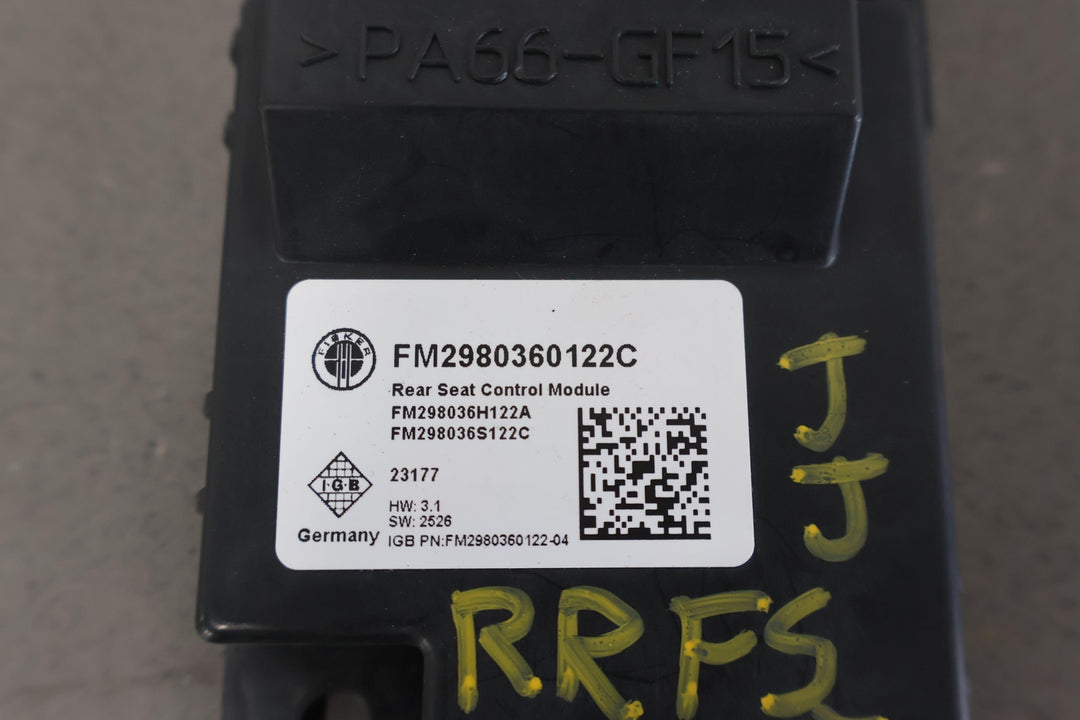 >PA66-GF15<
FISKER
FM2980360122C
Rear Seat Control Module
FM298036H122A
FM298036S122C
I·G·B
23177
HW: 3.1
SW: 2526
Germany
IGB PN:FM2980360122-04
J
J
RRFS